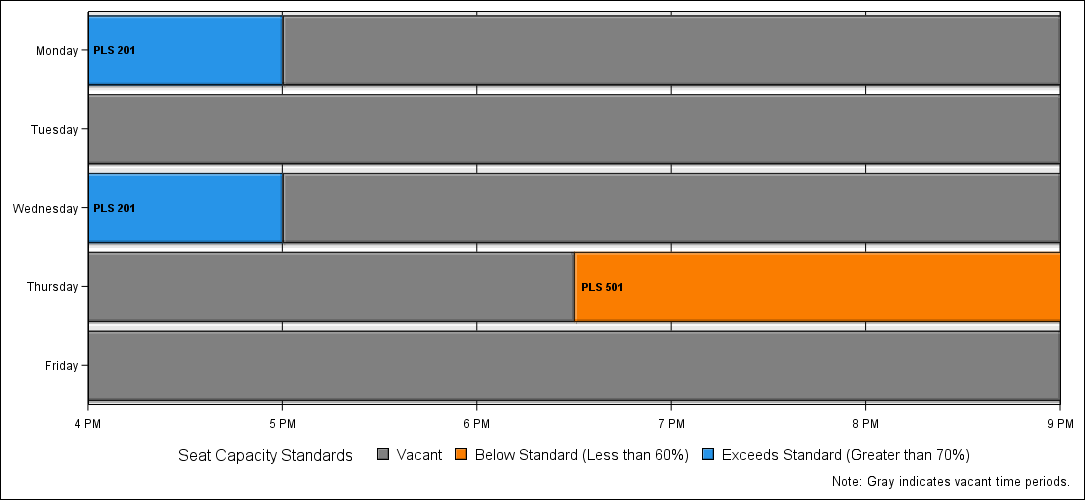 Monday
PLS 201
Tuesday
Wednesday
PLS 201
Thursday
PLS 501
Friday
4 PM 5 PM 6 PM 7 PM 8 PM 9 PM
Seat Capacity Standards Vacant Below Standard (Less than 60%) Exceeds Standard (Greater than 70%)
Note: Gray indicates vacant time periods.